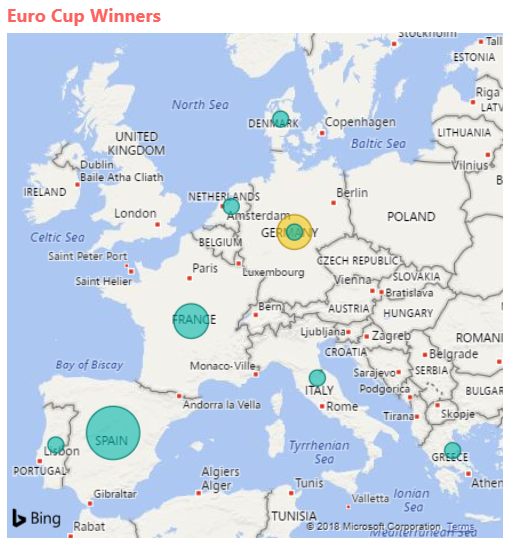 Euro Cup Winners
Stockholm
Tall
ESTONIA
North Sea
Riga
LATV
DENMARK
Copenhagen
UNITED
KINGDOM
Baltic Sea
LITHUANIA
Dublin
Baile Atha Cliath
Vilnius
IRELAND
NETHERLANDS
Berlin
B
London
Amsterdam
POLAND
Celtic Sea
GERMANY
BELGIUM
Saint Peter Port
CZECH REPUBLIC
Paris
Luxembourg
Saint Helier
Vienna
SLOVAKIA
Bratislava
Bern
AUSTRIA
HUNGARY
FRANCE
Ljubljana
Zagreb
ROMANI
CROATIA
Belgrade
Bay of Biscay
Monaco-Ville
Sarajevo
SERBIA
ITALY
Podgorica
BULGAR
Andorra la Vella
Rome
Tirana
Skopje
SPAIN
Lisbon
Tyrrhenian
Sea
GREECE
PORTUGAL
Algiers
Alger
Tunis
Athen
Gibraltar
Valletta
Ionian
Sea
Bing
Rabat
TUNISIA
© 2018 Microsoft Corporation Terms
Mediterranean Sea